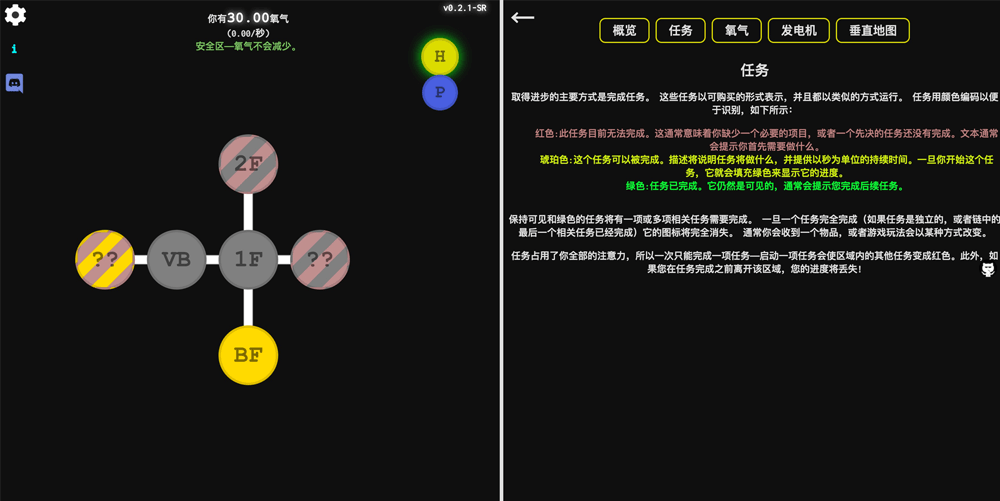 v0.2.1-SR
你有30.00氧气
(0.00/秒)
安全区—氧气不会减少。
i
H
P
2F
??
VB
1F
??
BF
概览
任务
氧气
发电机
垂直地图
任务
取得进步的主要方式是完成任务。 这些任务以可购买的形式表示，并且都以类似的方式运行。 任务用颜色编码以便
于识别，如下所示：
红色:此任务目前无法完成。这通常意味着你缺少一个必要的项目，或者一个先决的任务还没有完成。文本通常
会提示你首先需要做什么。
琥珀色:这个任务可以被完成。描述将说明任务将做什么，并提供以秒为单位的持续时间。一旦你开始这个任
务，它就会填充绿色来显示它的进度。
绿色:任务已完成。它仍然是可见的，通常会提示您完成后续任务。
保持可见和绿色的任务将有一项或多项相关任务需要完成。 一旦一个任务完全完成（如果任务是独立的，或者链中的
最后一个相关任务已经完成）它的图标将完全消失。 通常你会收到一个物品，或者游戏玩法会以某种方式改变。
任务占用了你全部的注意力，所以一次只能完成一项任务—启动一项任务会使区域内的其他任务变成红色。此外，如
果您在任务完成之前离开该区域，您的进度将丢失！